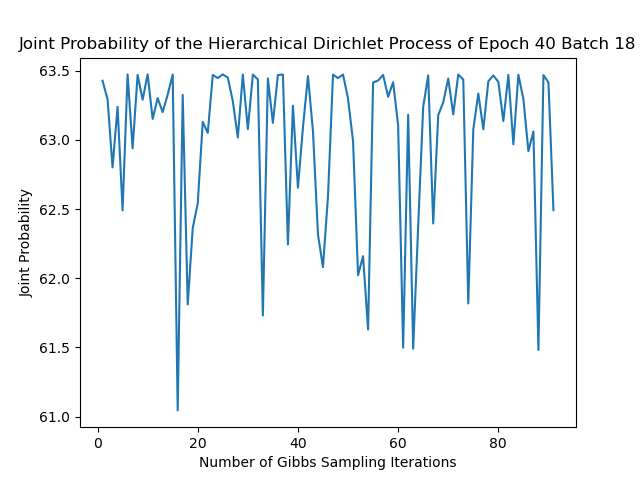 Joint Probability of the Hierarchical Dirichlet Process of Epoch 40 Batch 18
63.5
63.0
62.5
62.0
61.5
61.0
Joint Probability
0 20 40 60 80
Number of Gibbs Sampling Iterations